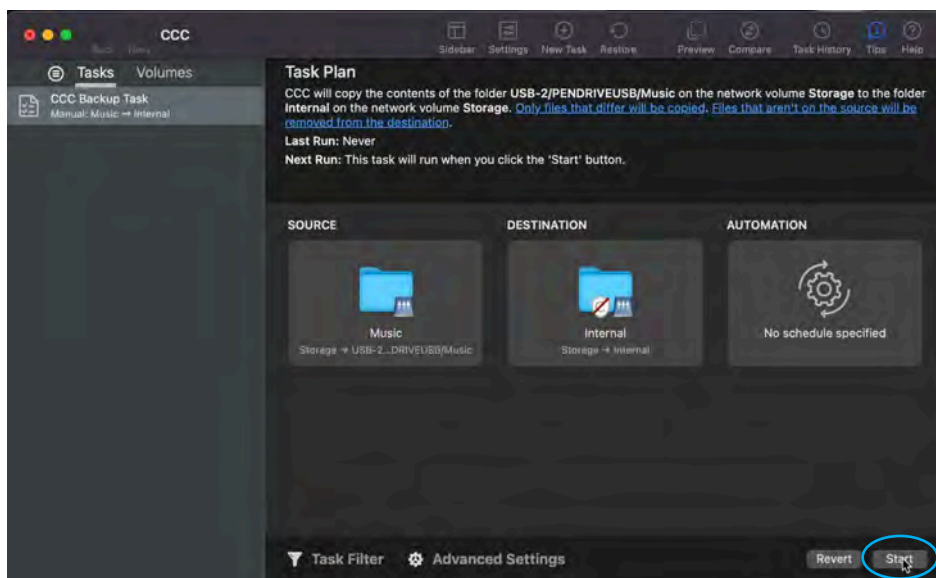 CCC
Back Next
Sidebar Settings New Task Restore Preview Compare Task History Tips Help
Tasks Volumes
CCC Backup Task
Manual: Music → Internal
Task Plan
CCC will copy the contents of the folder USB-2/PENDRIVEUSB/Music on the network volume Storage to the folder
Internal on the network volume Storage. Only files that differ will be copied. Files that aren't on the source will be
removed from the destination.
Last Run: Never
Next Run: This task will run when you click the 'Start' button.
SOURCE DESTINATION AUTOMATION
Music Internal No schedule specified
Storage → USB-2...DRIVEUSB/Music Storage → Internal
Task Filter Advanced Settings Revert Start